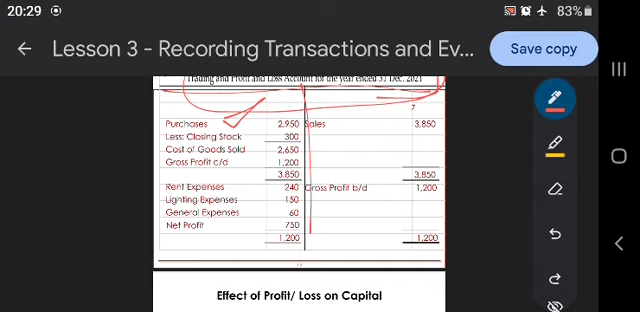 20:29
83%
Lesson 3 - Recording Transactions and Ev...
Save copy
Trading and Profit and Loss Account for the year ended 31 Dec. 2021
Purchases 2,950 Sales 3,850
Less: Closing Stock 300
Cost of Goods Sold 2,650
Gross Profit c/d 1,200
3,850 3,850
Rent Expenses 240 Gross Profit b/d 1,200
Lighting Expenses 150
General Expenses 60
Net Profit 750
1,200 1,200
Effect of Profit/ Loss on Capital